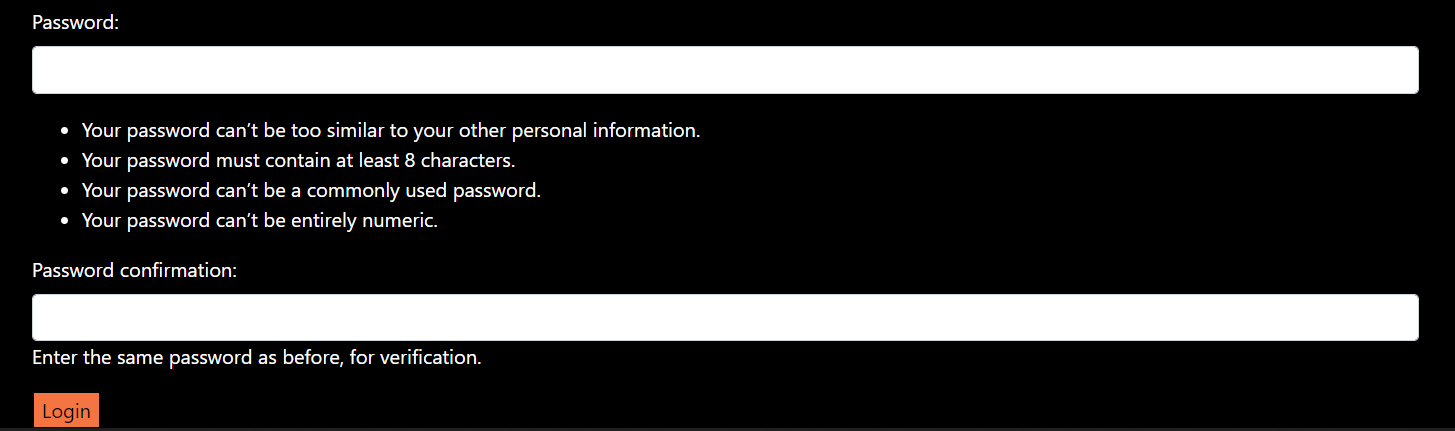 Password:
Your password can’t be too similar to your other personal information.
Your password must contain at least 8 characters.
Your password can’t be a commonly used password.
Your password can’t be entirely numeric.
Password confirmation:
Enter the same password as before, for verification.
Login